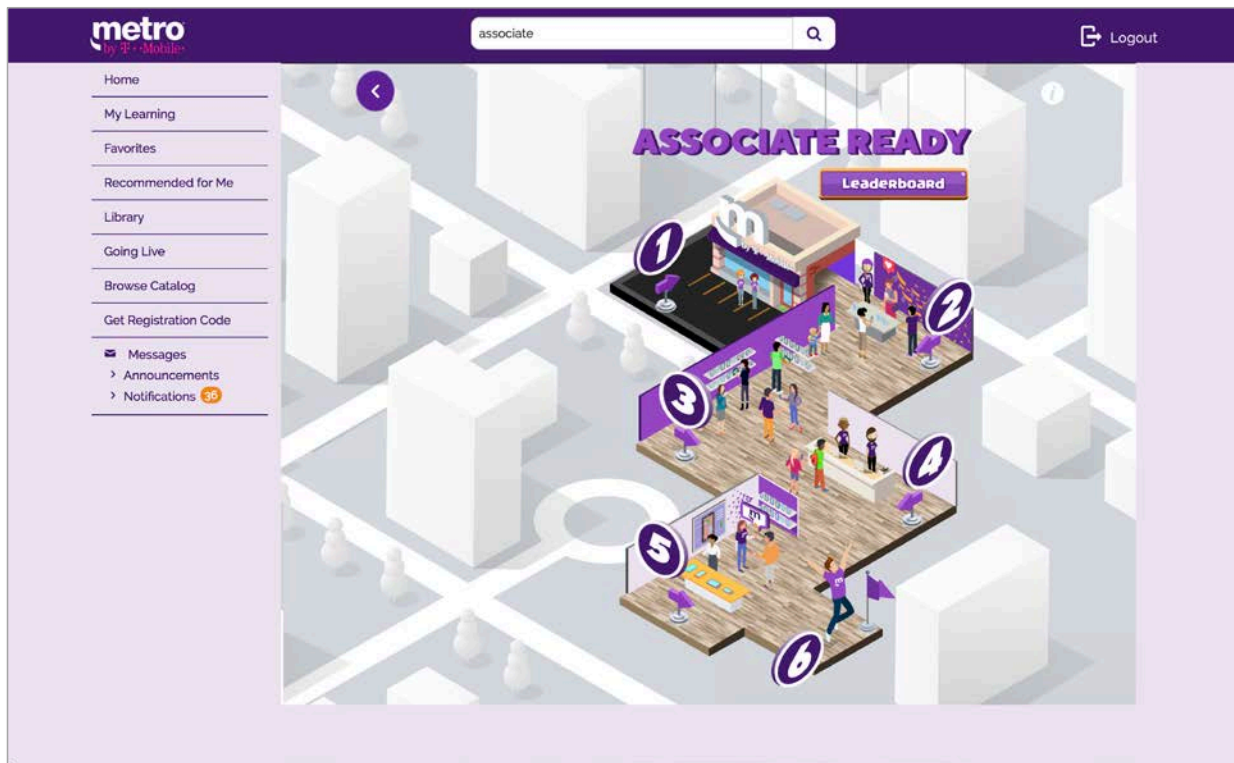 metro
by T-Mobile
associate
Logout
Home
My Learning
Favorites
Recommended for Me
Library
Going Live
Browse Catalog
Get Registration Code
Messages
Announcements
Notifications 36
i
ASSOCIATE READY
Leaderboard
1
2
3
4
5
6